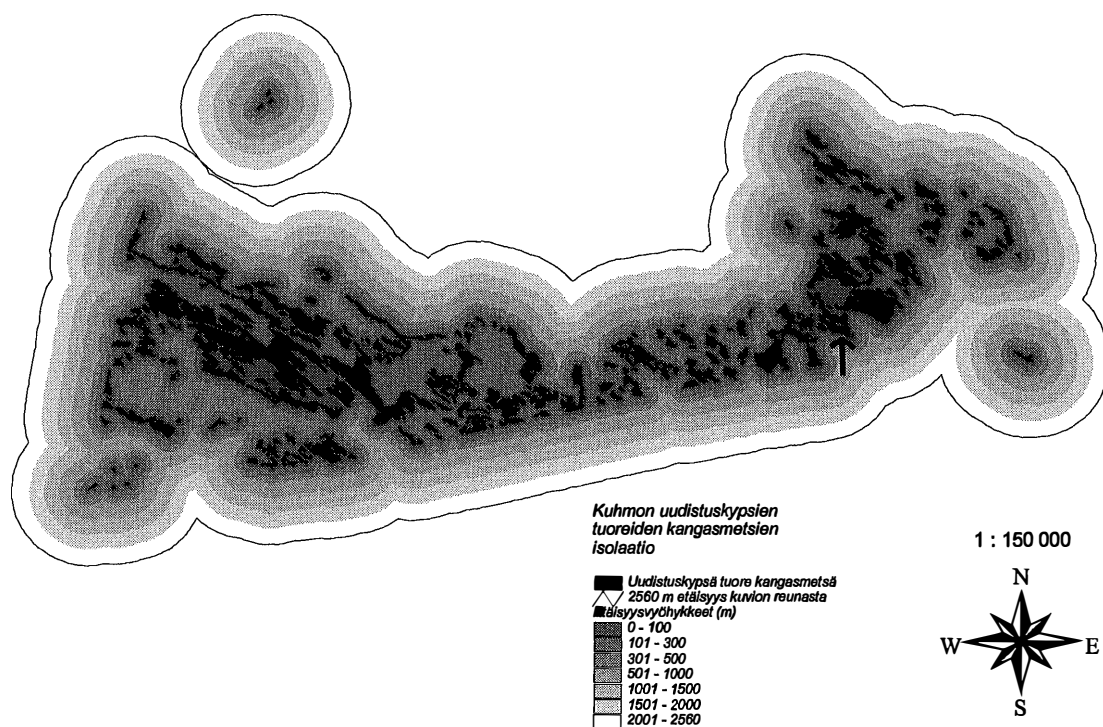 Kuhmon uudistuskypsien
tuoreiden kangasmetsien
isolaatio
1 : 150 000
Uudistuskypsä tuore kangasmetsä
2560 m etäisyys kuvion reunasta
Etäisyysvyöhykkeet (m)
0 - 100
101 - 300
301 - 500
501 - 1000
1001 - 1500
1501 - 2000
2001 - 2560
N
W
E
S